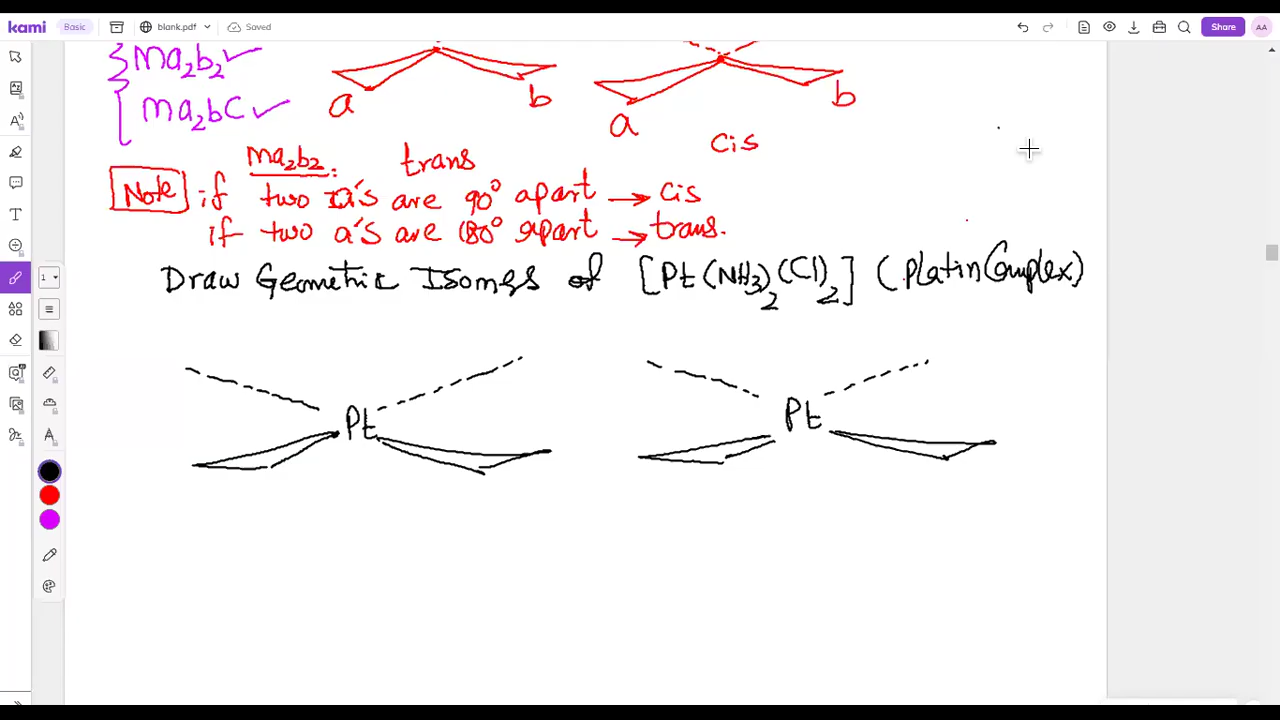 kami Basic blank.pdf Saved Share AA
Ma₂b₂ ✓
Ma₂bC ✓
a b
a b
cis
Ma₂b₂: trans
Note if two a's are 90° apart → cis
if two a's are 180° apart → trans.
Draw Geometric Isomers of [Pt(NH₃)₂(Cl)₂] (Platin Complex)
Pt Pt
1